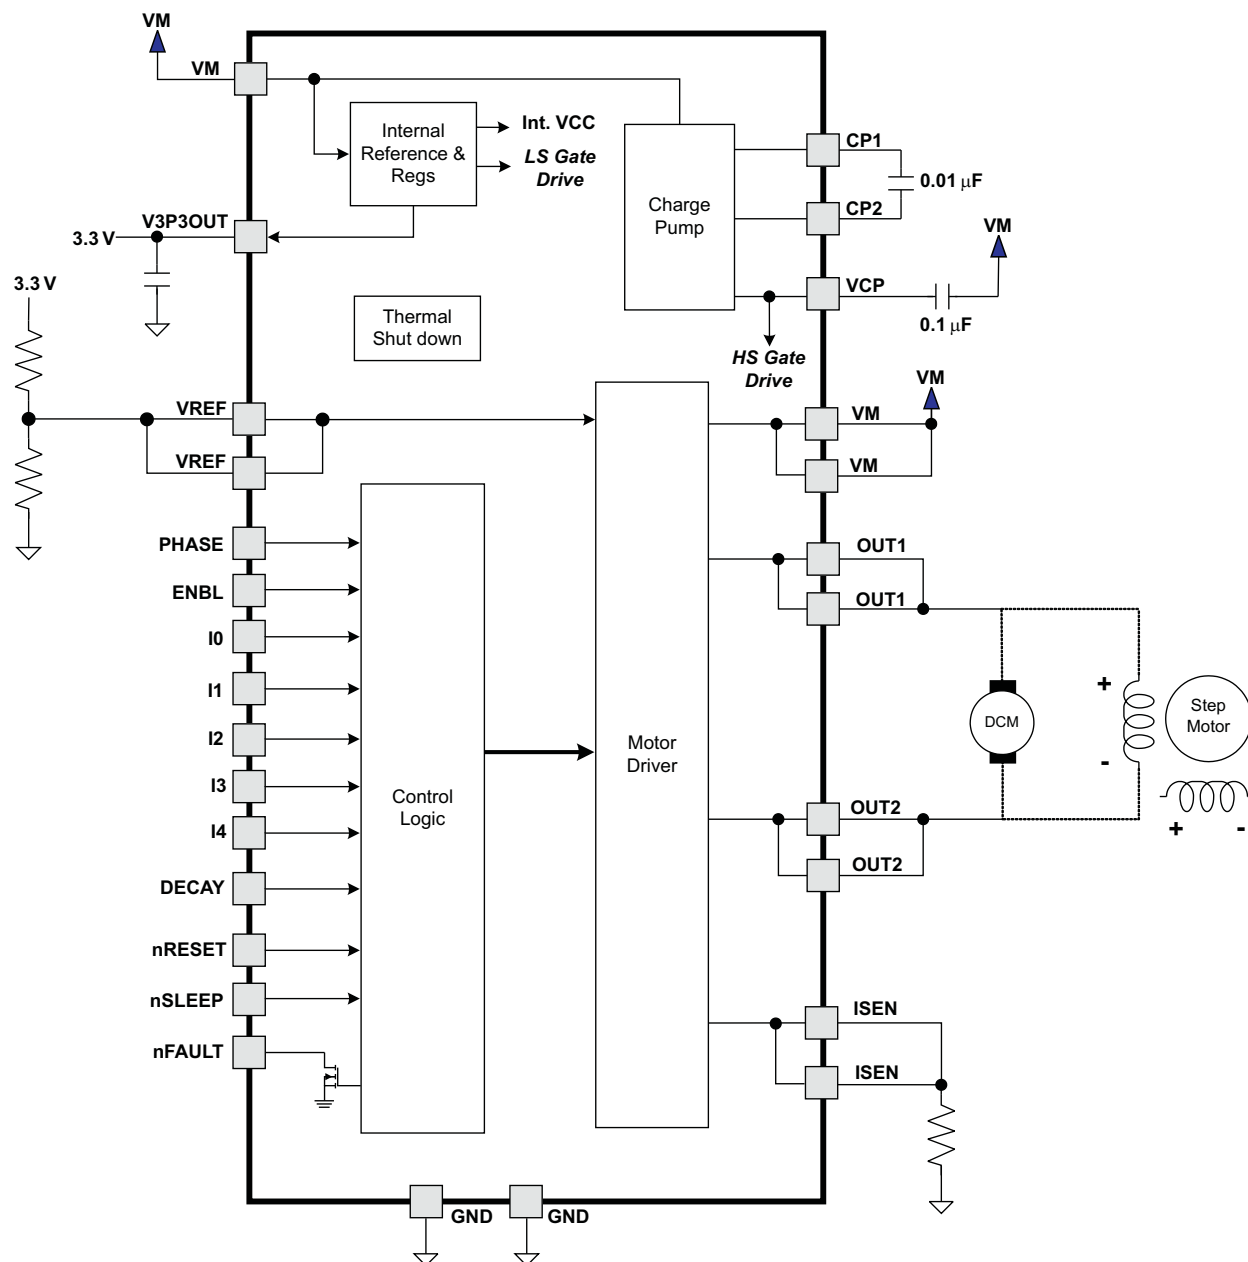 VM
VM
Internal
Reference &
Regs
Int. VCC
LS Gate
Drive
CP1
0.01 µF
CP2
Charge
Pump
V3P3OUT
3.3 V
VM
VCP
0.1 µF
3.3 V
Thermal
Shut down
HS Gate
Drive
VM
VREF
VM
VREF
VM
PHASE
OUT1
ENBL
OUT1
I0
I1
I2
I3
I4
DECAY
nRESET
nSLEEP
nFAULT
Control
Logic
Motor
Driver
+
-
DCM
Step
Motor
+
-
OUT2
OUT2
ISEN
ISEN
GND
GND